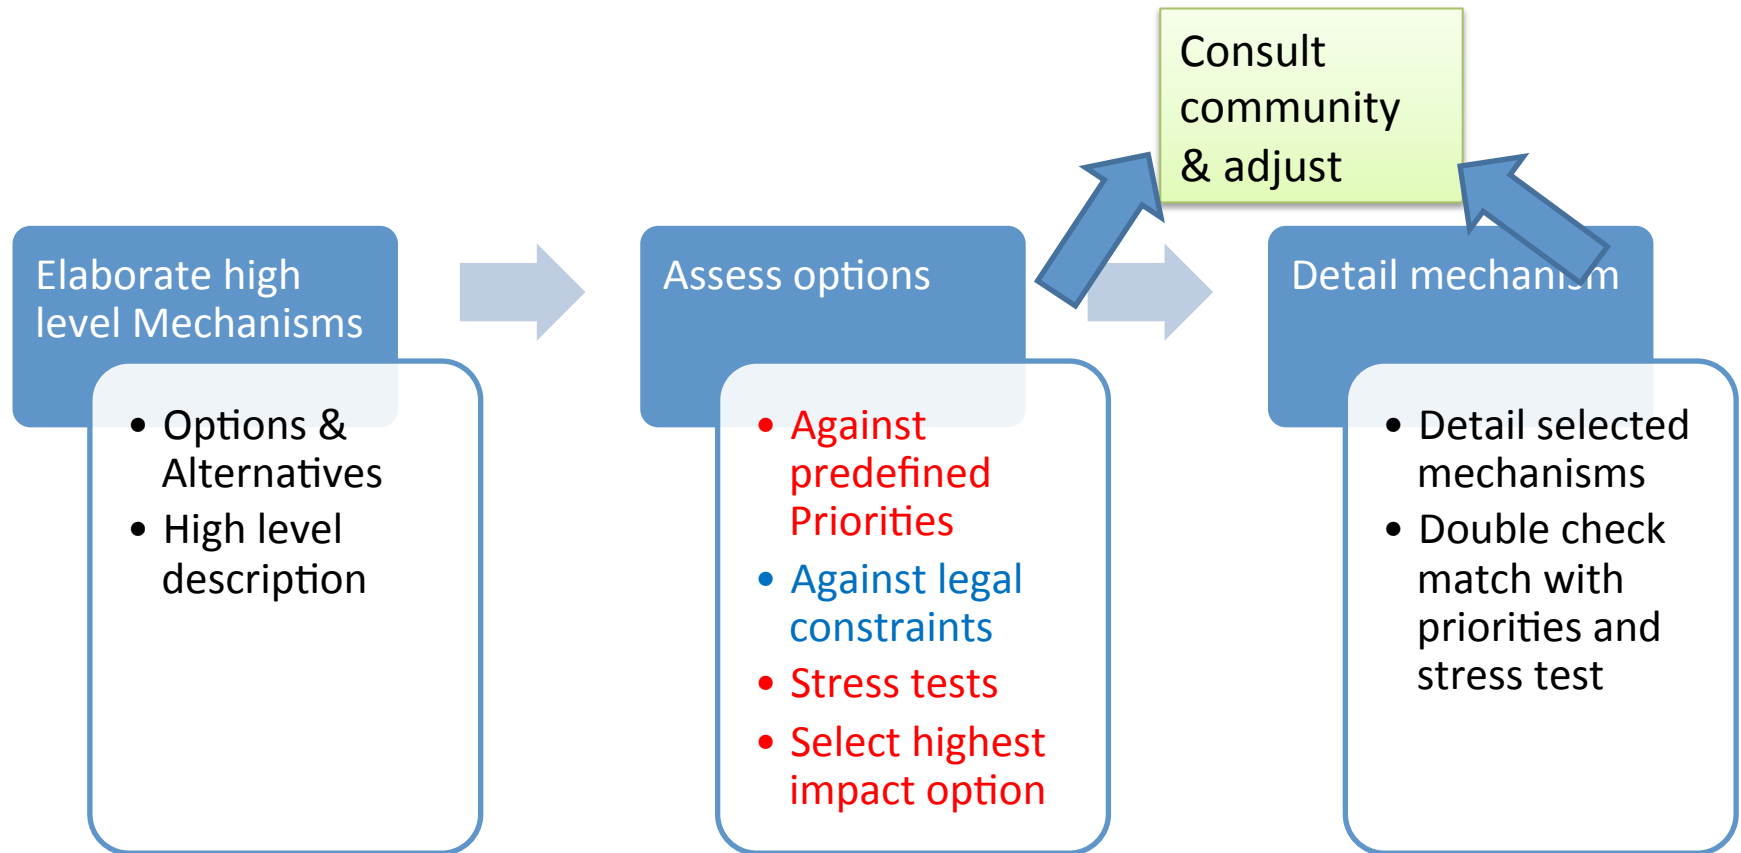 Consult
community
& adjust
Elaborate high
level Mechanisms
• Options &
Alternatives
• High level
description
Assess options
• Against
predefined
Priorities
• Against legal
constraints
• Stress tests
• Select highest
impact option
Detail mechanism
• Detail selected
mechanisms
• Double check
match with
priorities and
stress test